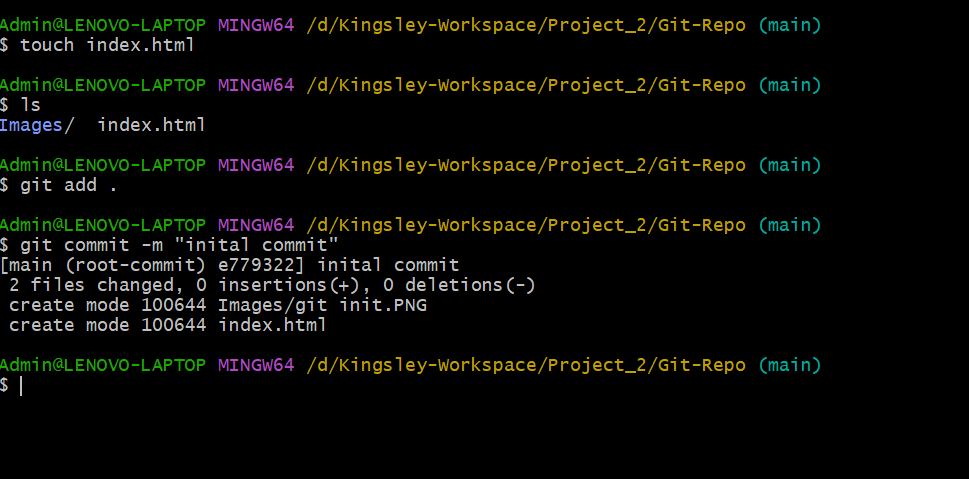 Admin@LENOVO-LAPTOP MINGW64 /d/Kingsley-Workspace/Project_2/Git-Repo (main)
$ touch index.html
Admin@LENOVO-LAPTOP MINGW64 /d/Kingsley-Workspace/Project_2/Git-Repo (main)
$ ls
Images/  index.html
Admin@LENOVO-LAPTOP MINGW64 /d/Kingsley-Workspace/Project_2/Git-Repo (main)
$ git add .
Admin@LENOVO-LAPTOP MINGW64 /d/Kingsley-Workspace/Project_2/Git-Repo (main)
$ git commit -m "inital commit"
[main (root-commit) e779322] inital commit
 2 files changed, 0 insertions(+), 0 deletions(-)
 create mode 100644 Images/git init.PNG
 create mode 100644 index.html
Admin@LENOVO-LAPTOP MINGW64 /d/Kingsley-Workspace/Project_2/Git-Repo (main)
$